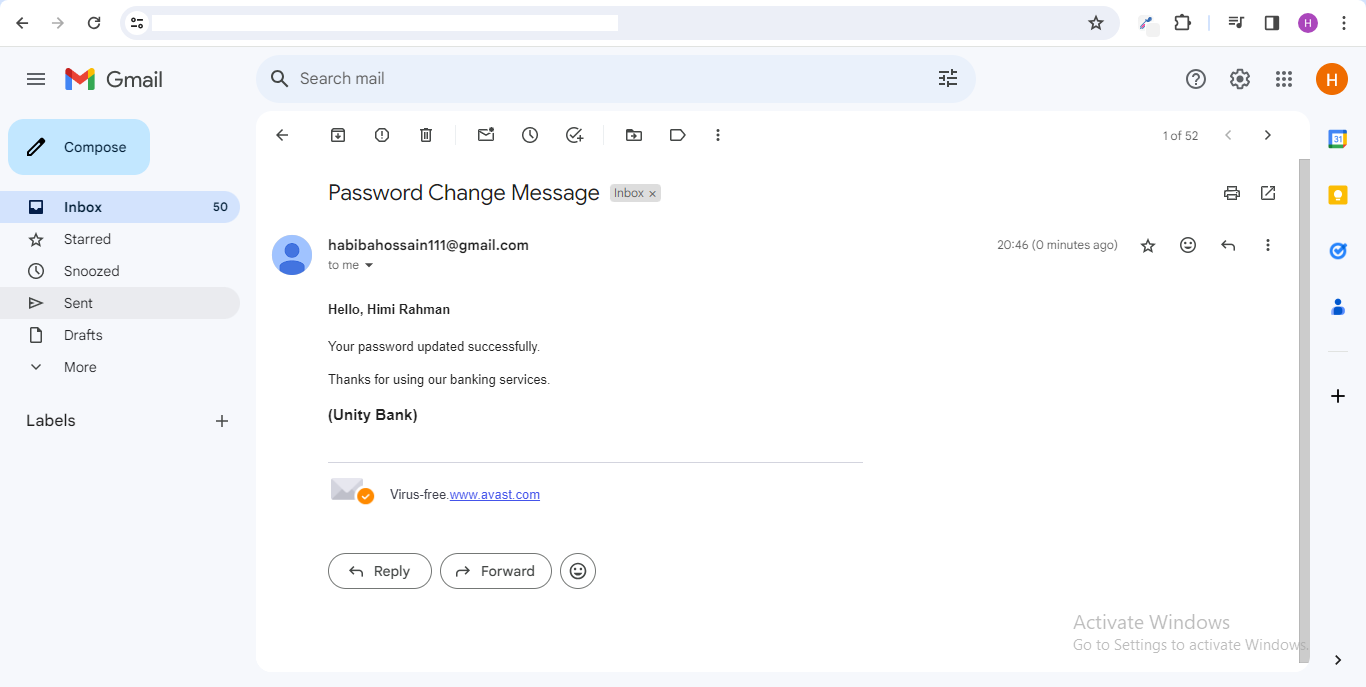 H
Gmail
Search mail
H
Compose
1 of 52
31
Password Change Message
Inbox ×
Inbox 50
Starred
Snoozed
Sent
Drafts
More
Labels
habibahossain111@gmail.com
20:46 (0 minutes ago)
to me
Hello, Himi Rahman
Your password updated successfully.
Thanks for using our banking services.
(Unity Bank)
Virus-free.www.avast.com
Reply
Forward
Activate Windows
Go to Settings to activate Windows.